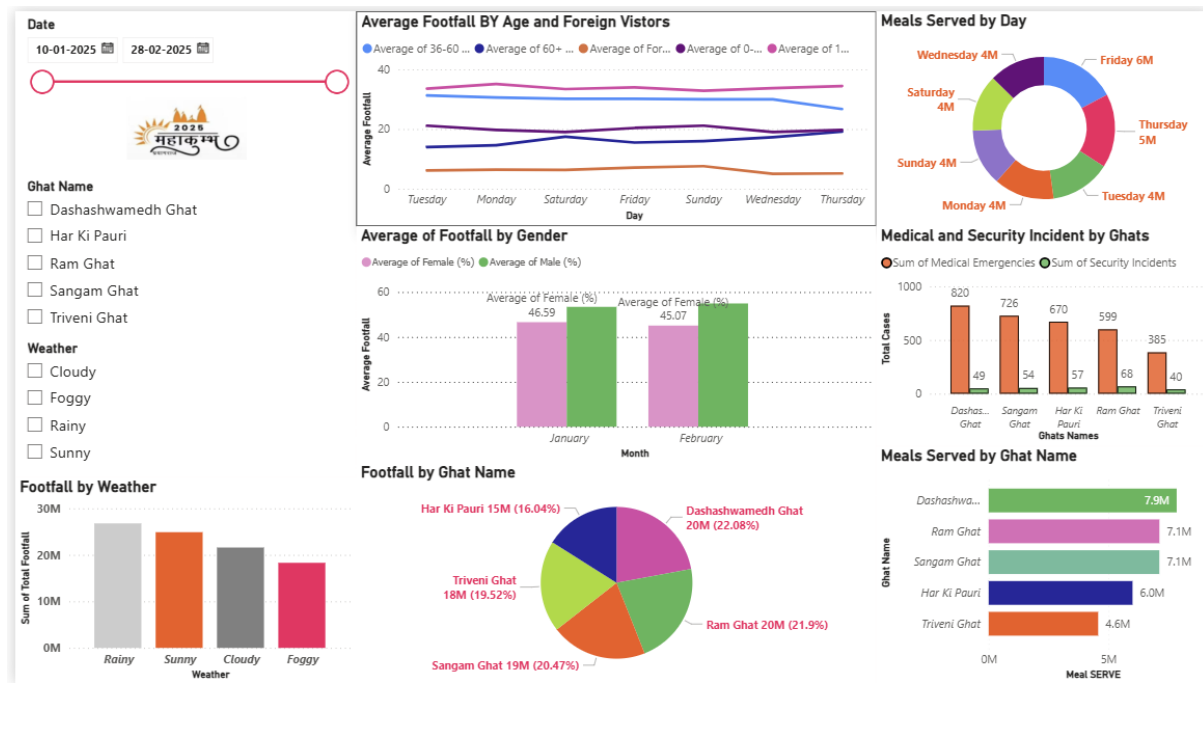 Date
10-01-2025
28-02-2025
2025
महाकुम्भ
Ghat Name
Dashashwamedh Ghat
Har Ki Pauri
Ram Ghat
Sangam Ghat
Triveni Ghat
Weather
Cloudy
Foggy
Rainy
Sunny
Footfall by Weather
30M
20M
10M
0M
Sum of Total Footfall
Rainy Sunny Cloudy Foggy
Weather
Average Footfall BY Age and Foreign Vistors
Average of 36-60 ... Average of 60+ ... Average of For... Average of 0-... Average of 1...
40
20
0
Average Footfall
Tuesday Monday Saturday Friday Sunday Wednesday Thursday
Day
Average of Footfall by Gender
Average of Female (%) Average of Male (%)
60
40
20
0
Average Footfall
Average of Female (%)
46.59
Average of Female (%)
45.07
January February
Month
Footfall by Ghat Name
Har Ki Pauri 15M (16.04%)
Dashashwamedh Ghat
20M (22.08%)
Triveni Ghat
18M (19.52%)
Ram Ghat 20M (21.9%)
Sangam Ghat 19M (20.47%)
Meals Served by Day
Wednesday 4M
Friday 6M
Saturday
4M
Thursday
5M
Sunday 4M
Monday 4M
Tuesday 4M
Medical and Security Incident by Ghats
Sum of Medical Emergencies Sum of Security Incidents
1000
500
0
Total Cases
820 49
726 54
670 57
599 68
385 40
Dashas...
Ghat
Sangam
Ghat
Har Ki
Pauri
Ram Ghat
Triveni
Ghat
Ghats Names
Meals Served by Ghat Name
Ghat Name
Dashashwa... 7.9M
Ram Ghat 7.1M
Sangam Ghat 7.1M
Har Ki Pauri 6.0M
Triveni Ghat 4.6M
0M 5M
Meal SERVE